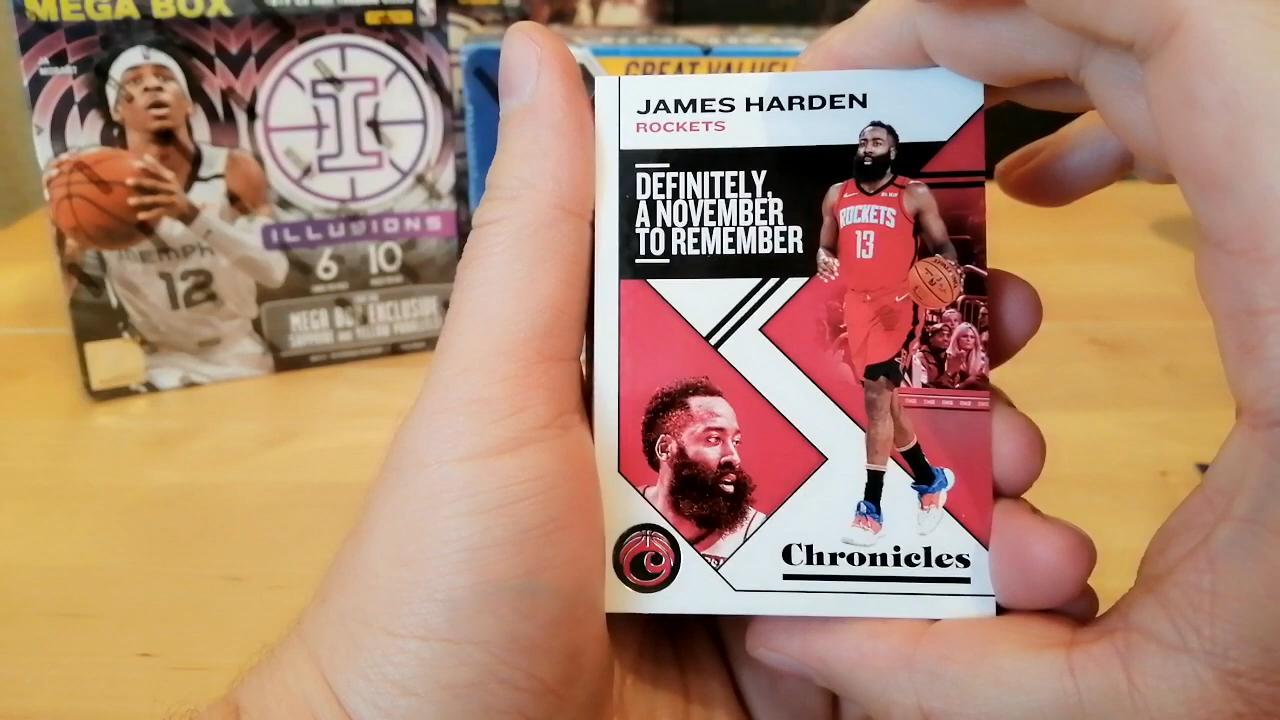 MEGA BOX
ILLUSIONS
6 10
MEGA BOX EXCLUSIVE
MEMPH
12
GREAT VALUE!
JAMES HARDEN
ROCKETS
DEFINITELY,
A NOVEMBER
TO REMEMBER
ROCKETS
13
Chronicles